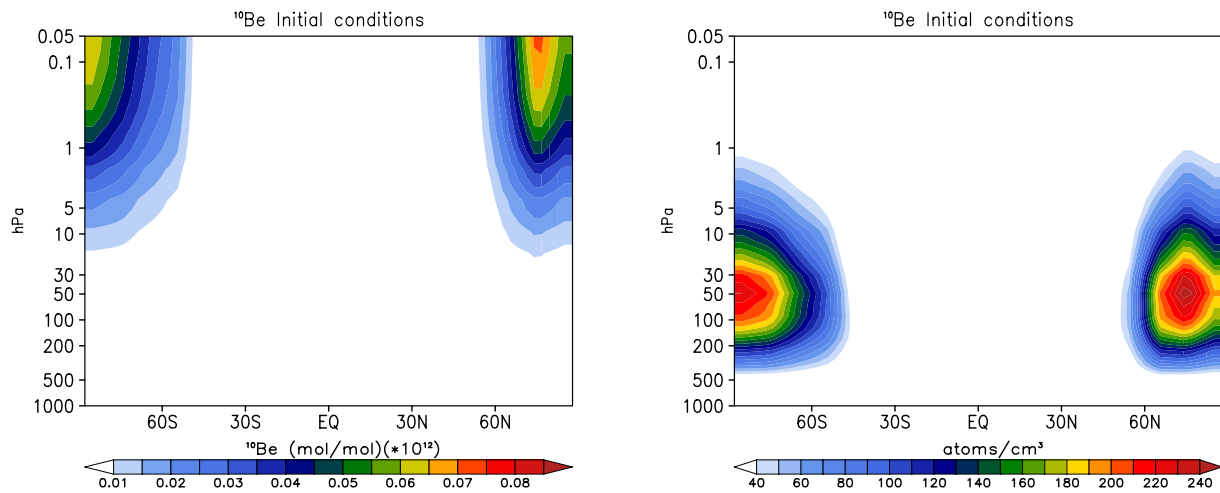 ¹⁰Be Initial conditions
0.05
0.1
1
5
10
30
50
100
200
500
1000
hPa
60S 30S EQ 30N 60N
¹⁰Be (mol/mol)(*10¹²)
0.01 0.02 0.03 0.04 0.05 0.06 0.07 0.08
¹⁰Be Initial conditions
0.05
0.1
1
5
10
30
50
100
200
500
1000
hPa
60S 30S EQ 30N 60N
atoms/cm³
40 60 80 100 120 140 160 180 200 220 240